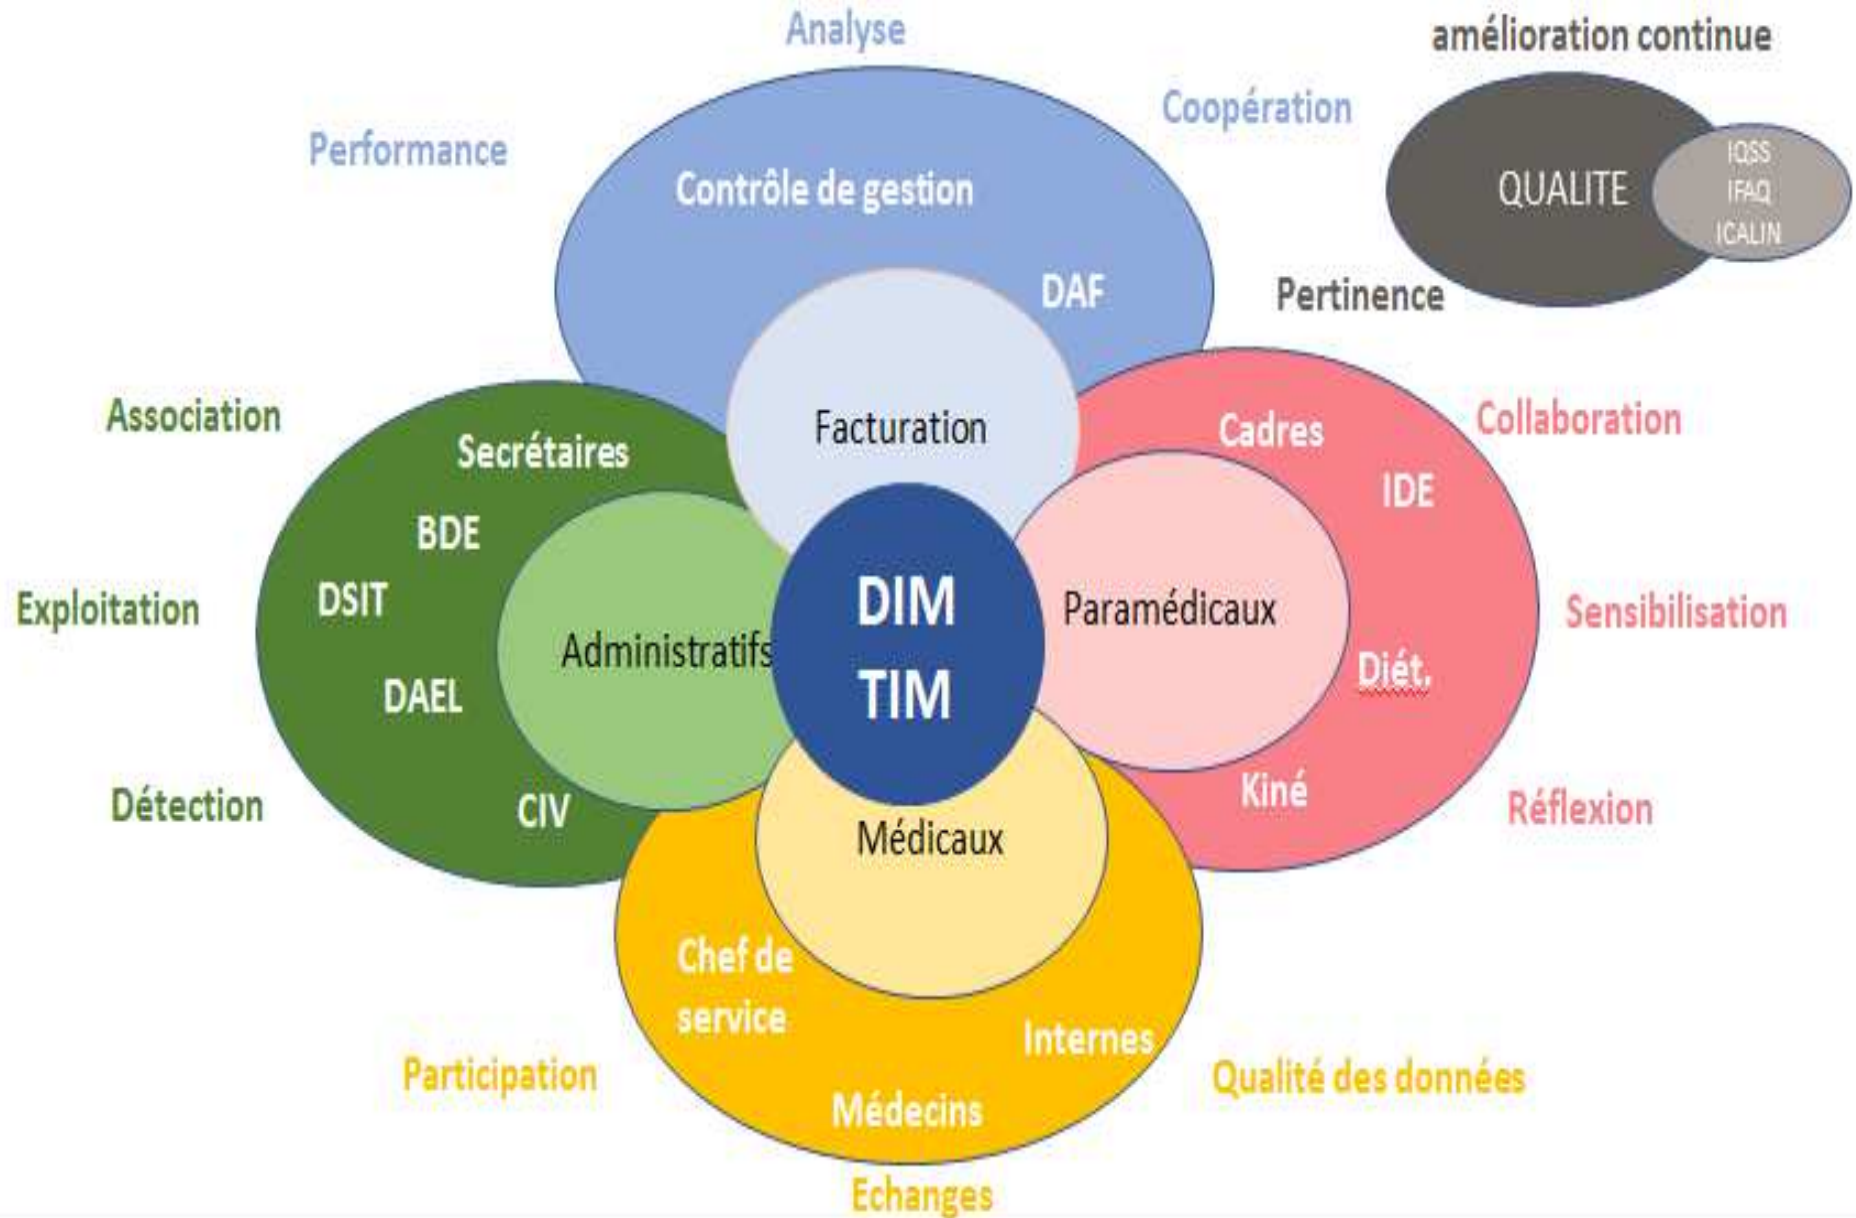 Analyse
amélioration continue
Coopération
Performance
Contrôle de gestion
QUALITE
IQSS
IFAQ
ICALIN
DAF
Pertinence
Facturation
Association
Secrétaires
BDE
DSIT
Exploitation
Administratifs
DAEL
Détection
CIV
DIM
TIM
Cadres
Collaboration
IDE
Paramédicaux
Sensibilisation
Diét.
Kiné
Réflexion
Médicaux
Chef de
service
Internes
Participation
Médecins
Qualité des données
Echanges